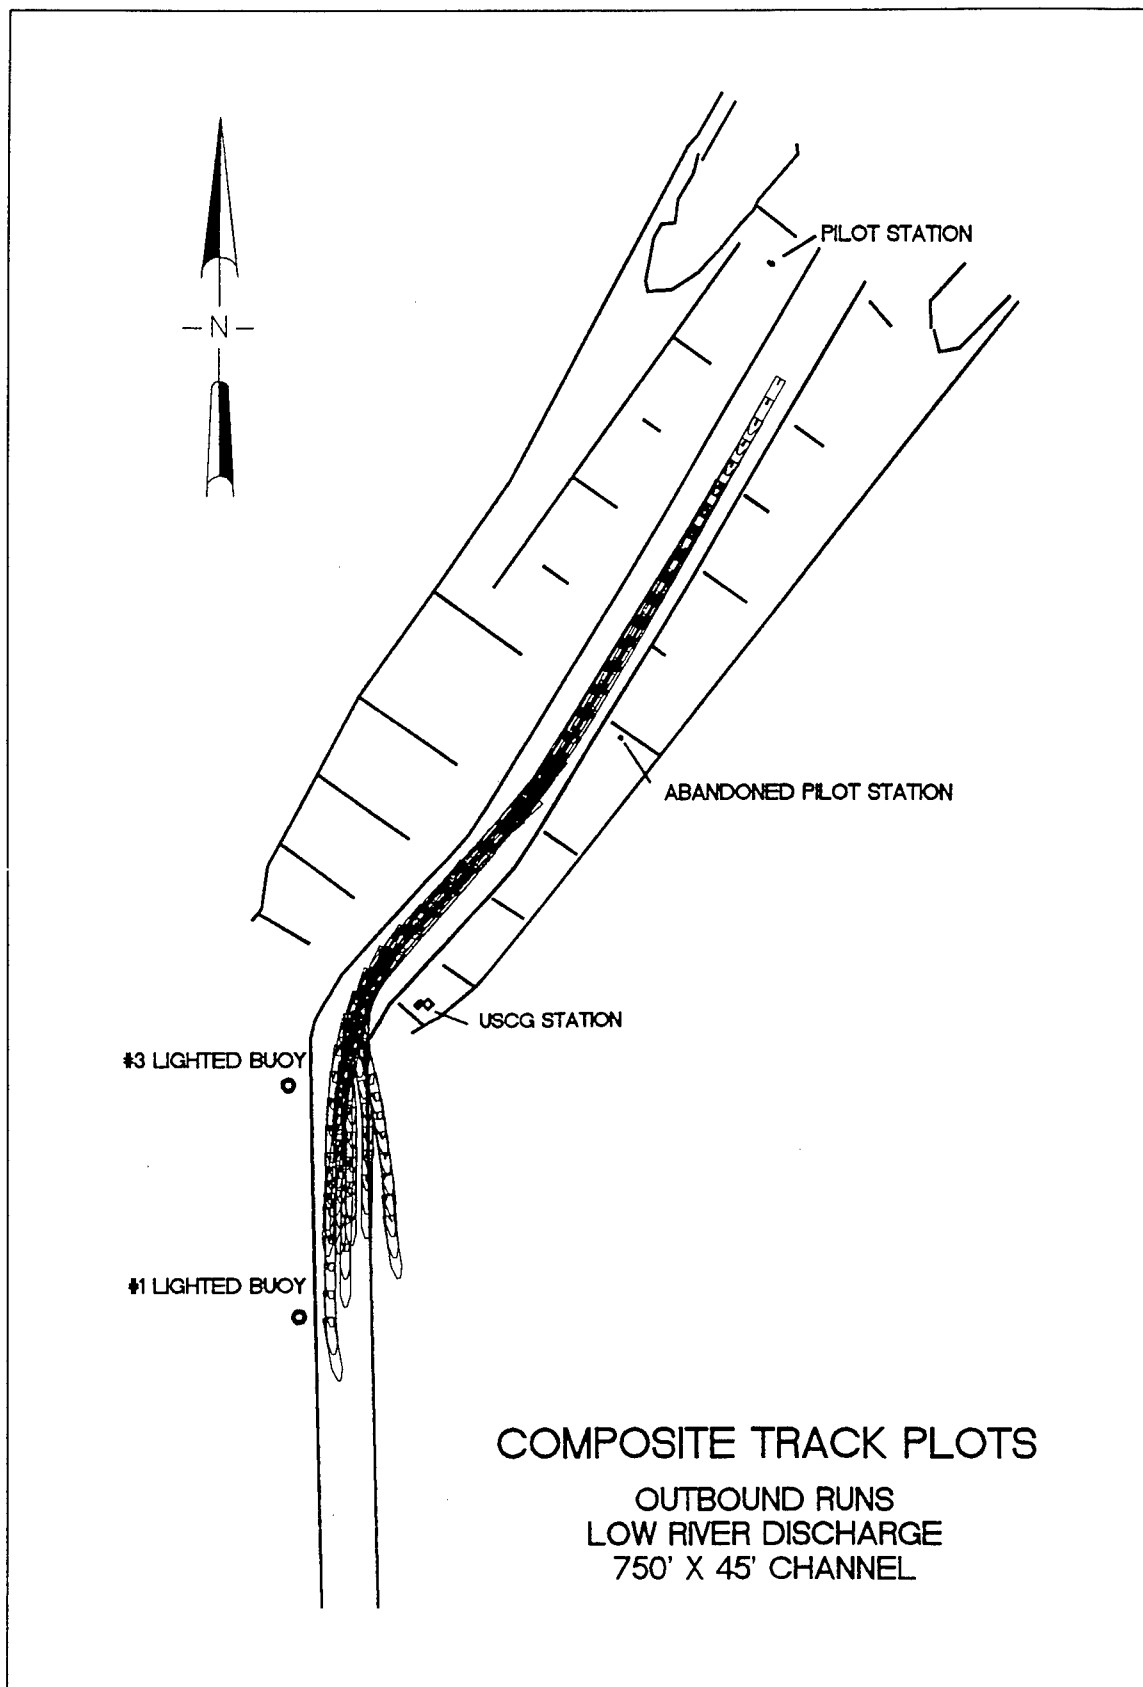 PILOT STATION
-N-
ABANDONED PILOT STATION
USCG STATION
#3 LIGHTED BUOY
#1 LIGHTED BUOY
COMPOSITE TRACK PLOTS
OUTBOUND RUNS
LOW RIVER DISCHARGE
750' X 45' CHANNEL